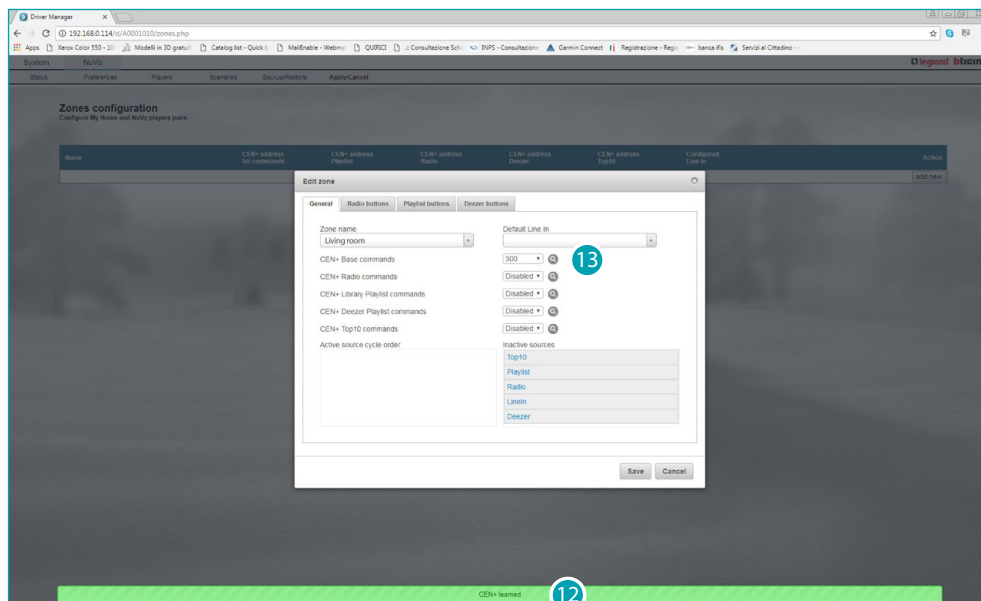 Driver Manager
192.168.0.114/d/A0001010/zones.php
Apps Xerox Color 550 - 10 Modelli in 3D gratuit Catalog list - Quick MailEnable - Webma QUIRICI :: Consultazione Sch INPS - Consultazione Garmin Connect Registrazione - Regi banca ifis Servizi al Cittadino -
System NuVo legrand bticin
Status Preferences Players Scenarios Backup/Restore Apply/Cancel
Zones configuration
Configure My Home and NuVo players pairs
Name CEN+ address for commands CEN+ address Playlist CEN+ address Radio CEN+ address Deezer CEN+ address Top10 Configured Line In Action
add new
Edit zone
General Radio buttons Playlist buttons Deezer buttons
Zone name Default Line In
Living room
CEN+ Base commands 300 13
CEN+ Radio commands Disabled
CEN+ Library Playlist commands Disabled
CEN+ Deezer Playlist commands Disabled
CEN+ Top10 commands Disabled
Active source cycle order Inactive sources
Top10
Playlist
Radio
LineIn
Deezer
Save Cancel
CEN+ learned 12